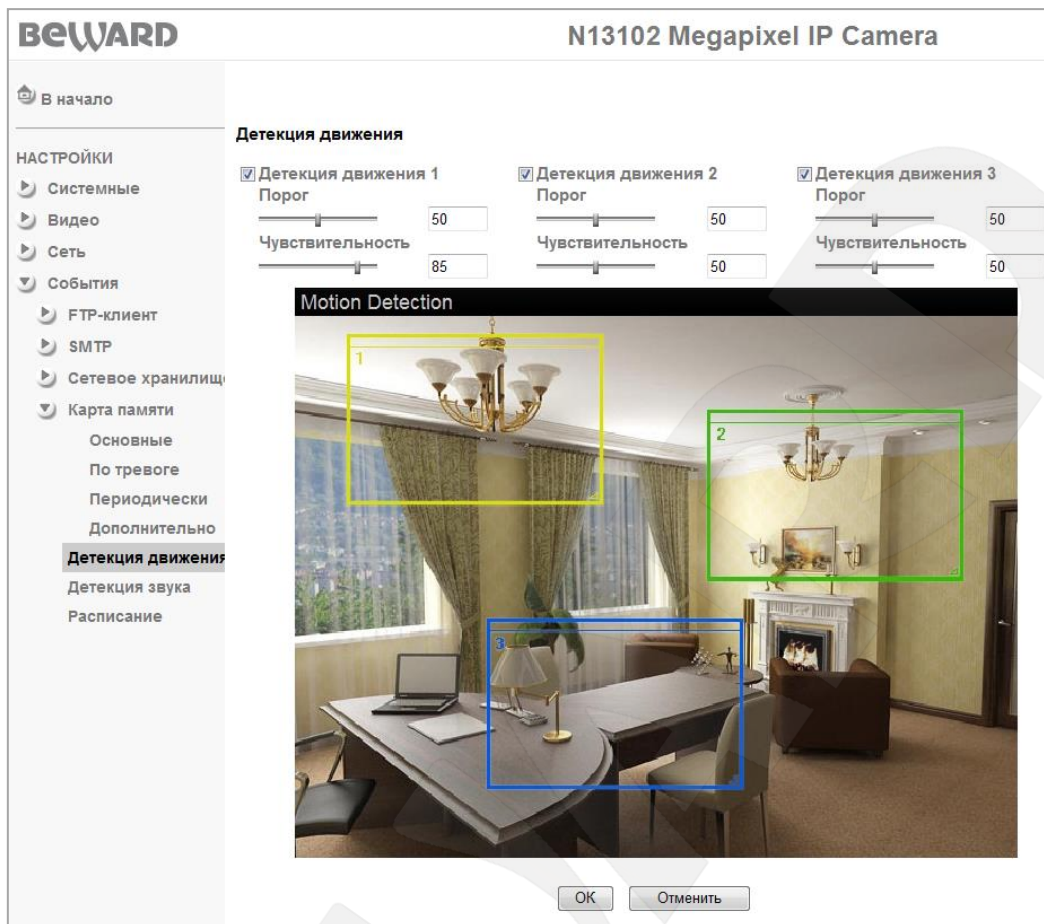 BEWARD
N13102 Megapixel IP Camera
В начало
НАСТРОЙКИ
Системные
Видео
Сеть
События
FTP-клиент
SMTP
Сетевое хранилищ
Карта памяти
Основные
По тревоге
Периодически
Дополнительно
Детекция движения
Детекция звука
Расписание
Детекция движения
Детекция движения 1
Порог
50
Чувствительность
85
Детекция движения 2
Порог
50
Чувствительность
50
Детекция движения 3
Порог
50
Чувствительность
50
Motion Detection
1
2
3
OK
Отменить